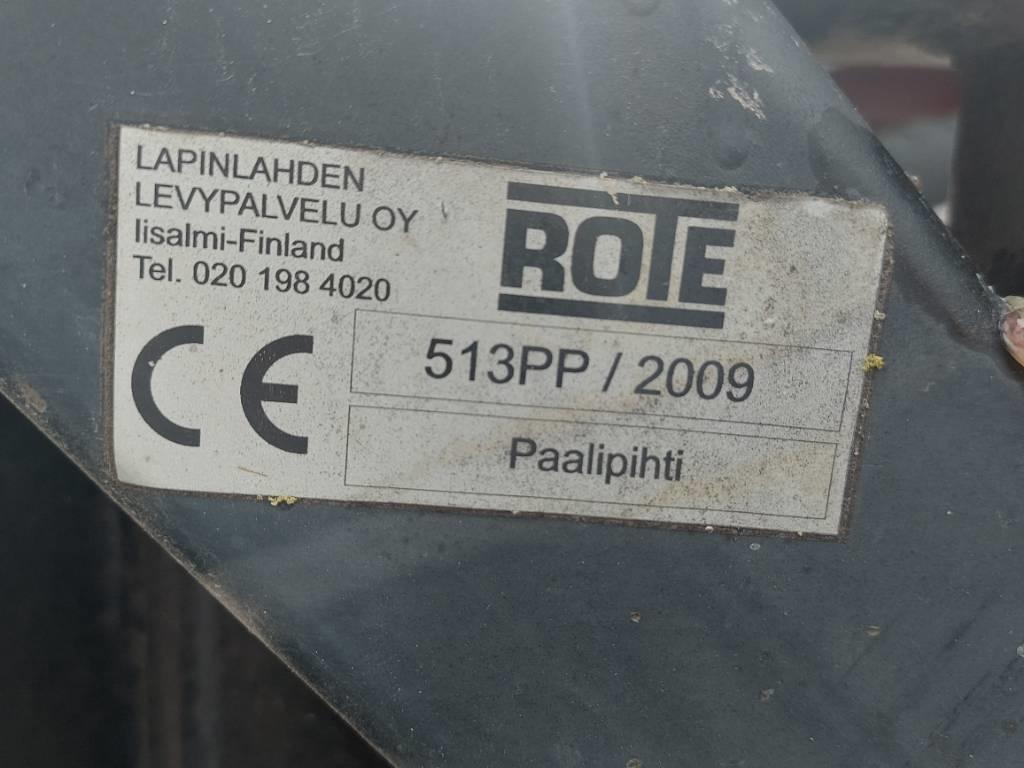 LAPINLAHDEN
LEVYPALVELU OY
Iisalmi-Finland
Tel. 020 198 4020
ROTE
CE
513PP / 2009
Paalipihti